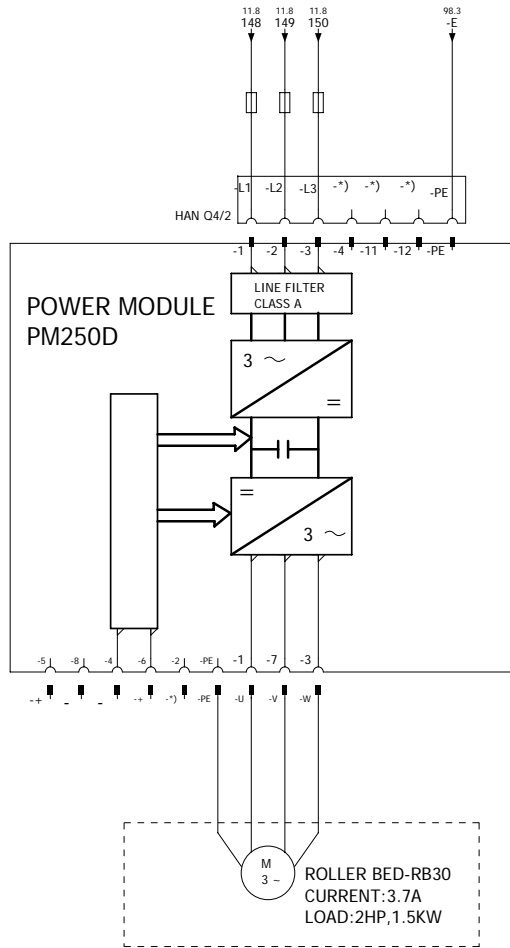 11.8 11.8 11.8 98.3
148 149 150 -E
-L1 -L2 -L3 -*) -*) -*) -PE
HAN Q4/2
-1 -2 -3 -4 -11 -12 -PE
LINE FILTER
CLASS A
POWER MODULE
PM250D
3 ~
=
=
3 ~
-5 -8 -4 -6 -2 -PE -1 -7 -3
-+ - - -+ -*) -PE -U -V -W
M
3 ~
ROLLER BED-RB30
CURRENT:3.7A
LOAD:2HP,1.5KW